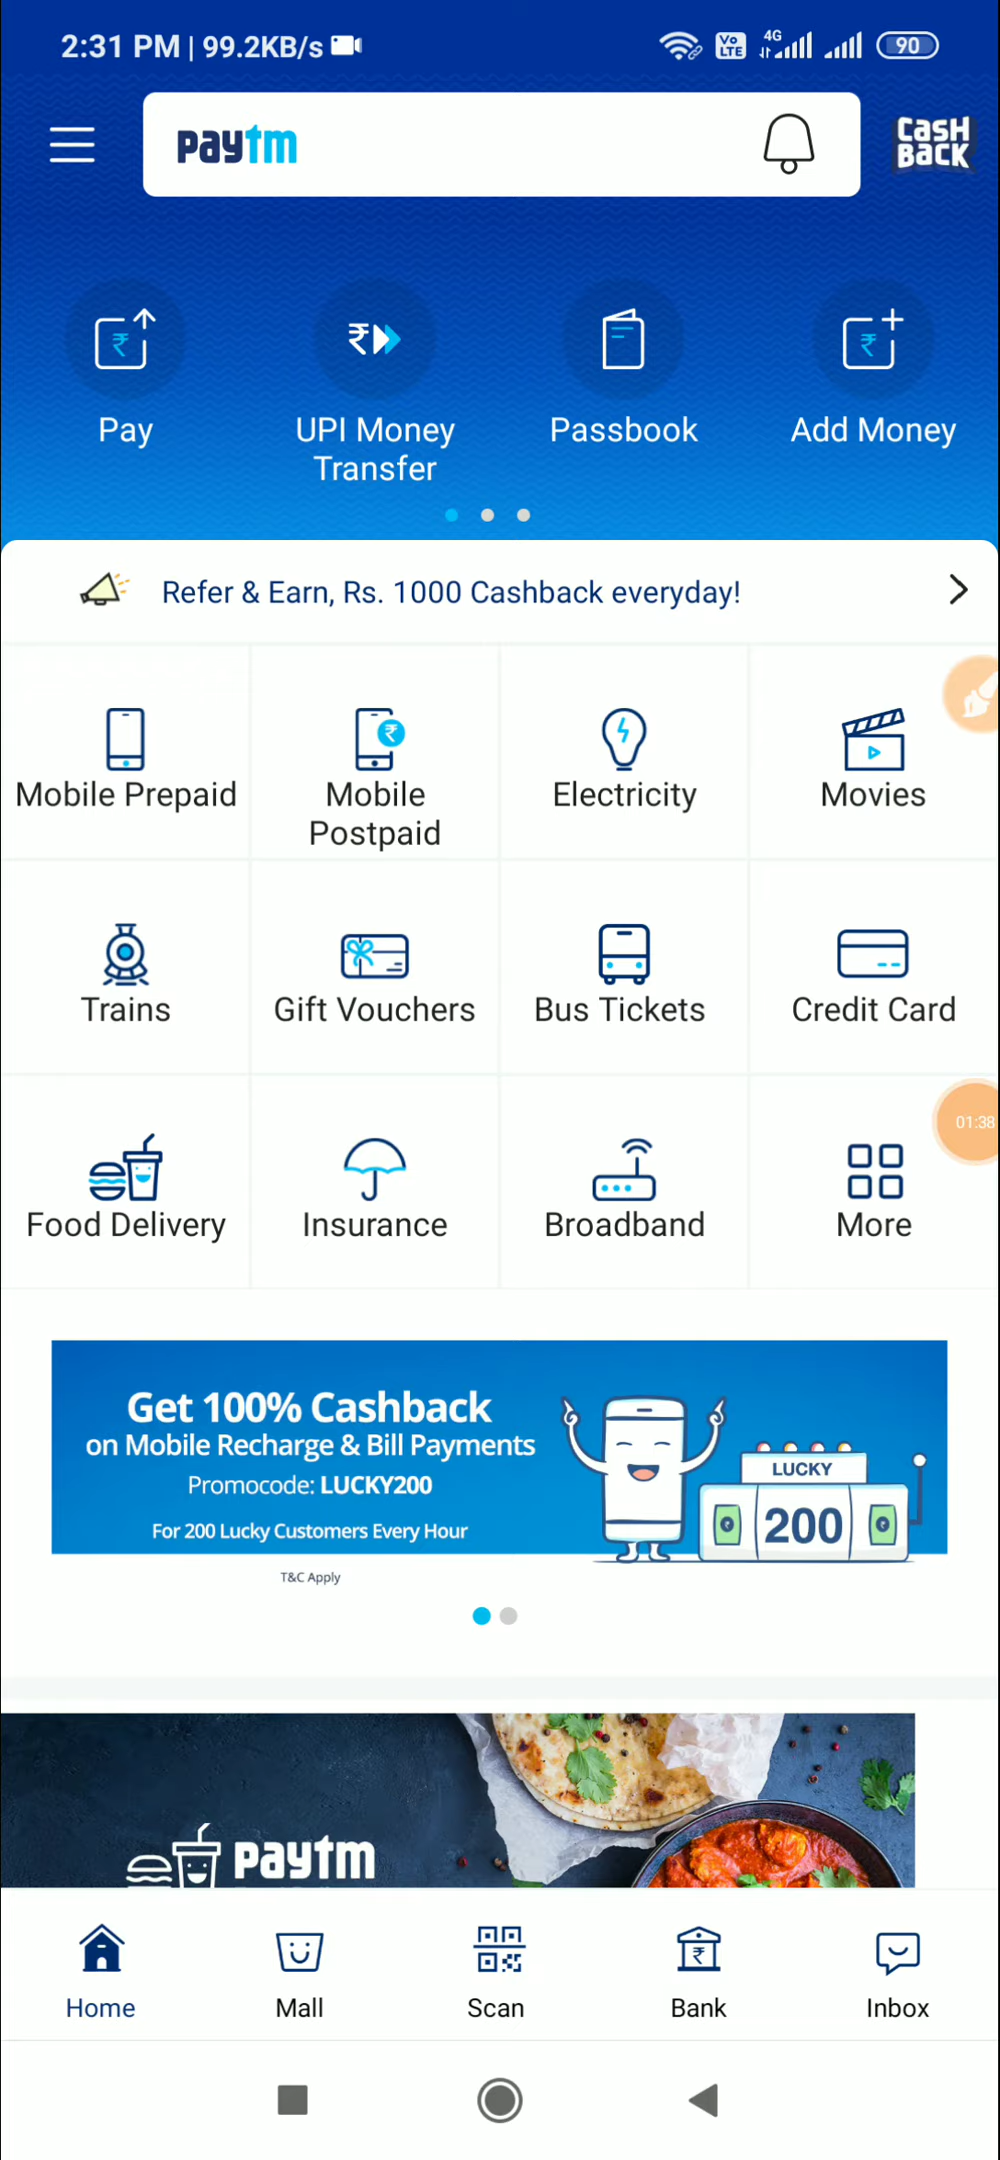 2:31 PM | 99.2KB/s
Vo
LTE
4G
90
paytm
CASH
BACK
Pay
UPI Money
Transfer
Passbook
Add Money
Refer & Earn, Rs. 1000 Cashback everyday!
Mobile Prepaid
Mobile
Postpaid
Electricity
Movies
Trains
Gift Vouchers
Bus Tickets
Credit Card
01:38
Food Delivery
Insurance
Broadband
More
Get 100% Cashback
on Mobile Recharge & Bill Payments
Promocode: LUCKY200
For 200 Lucky Customers Every Hour
T&C Apply
LUCKY
200
paytm
Home
Mall
Scan
Bank
Inbox